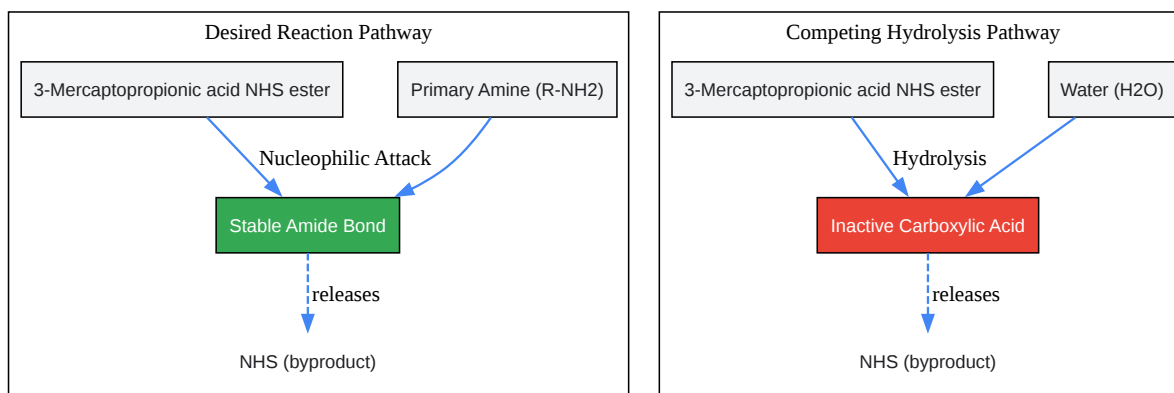 Desired Reaction Pathway
3-Mercaptopropionic acid NHS ester
Primary Amine (R-NH2)
Nucleophilic Attack
Stable Amide Bond
releases
NHS (byproduct)
Competing Hydrolysis Pathway
3-Mercaptopropionic acid NHS ester
Water (H2O)
Hydrolysis
Inactive Carboxylic Acid
releases
NHS (byproduct)